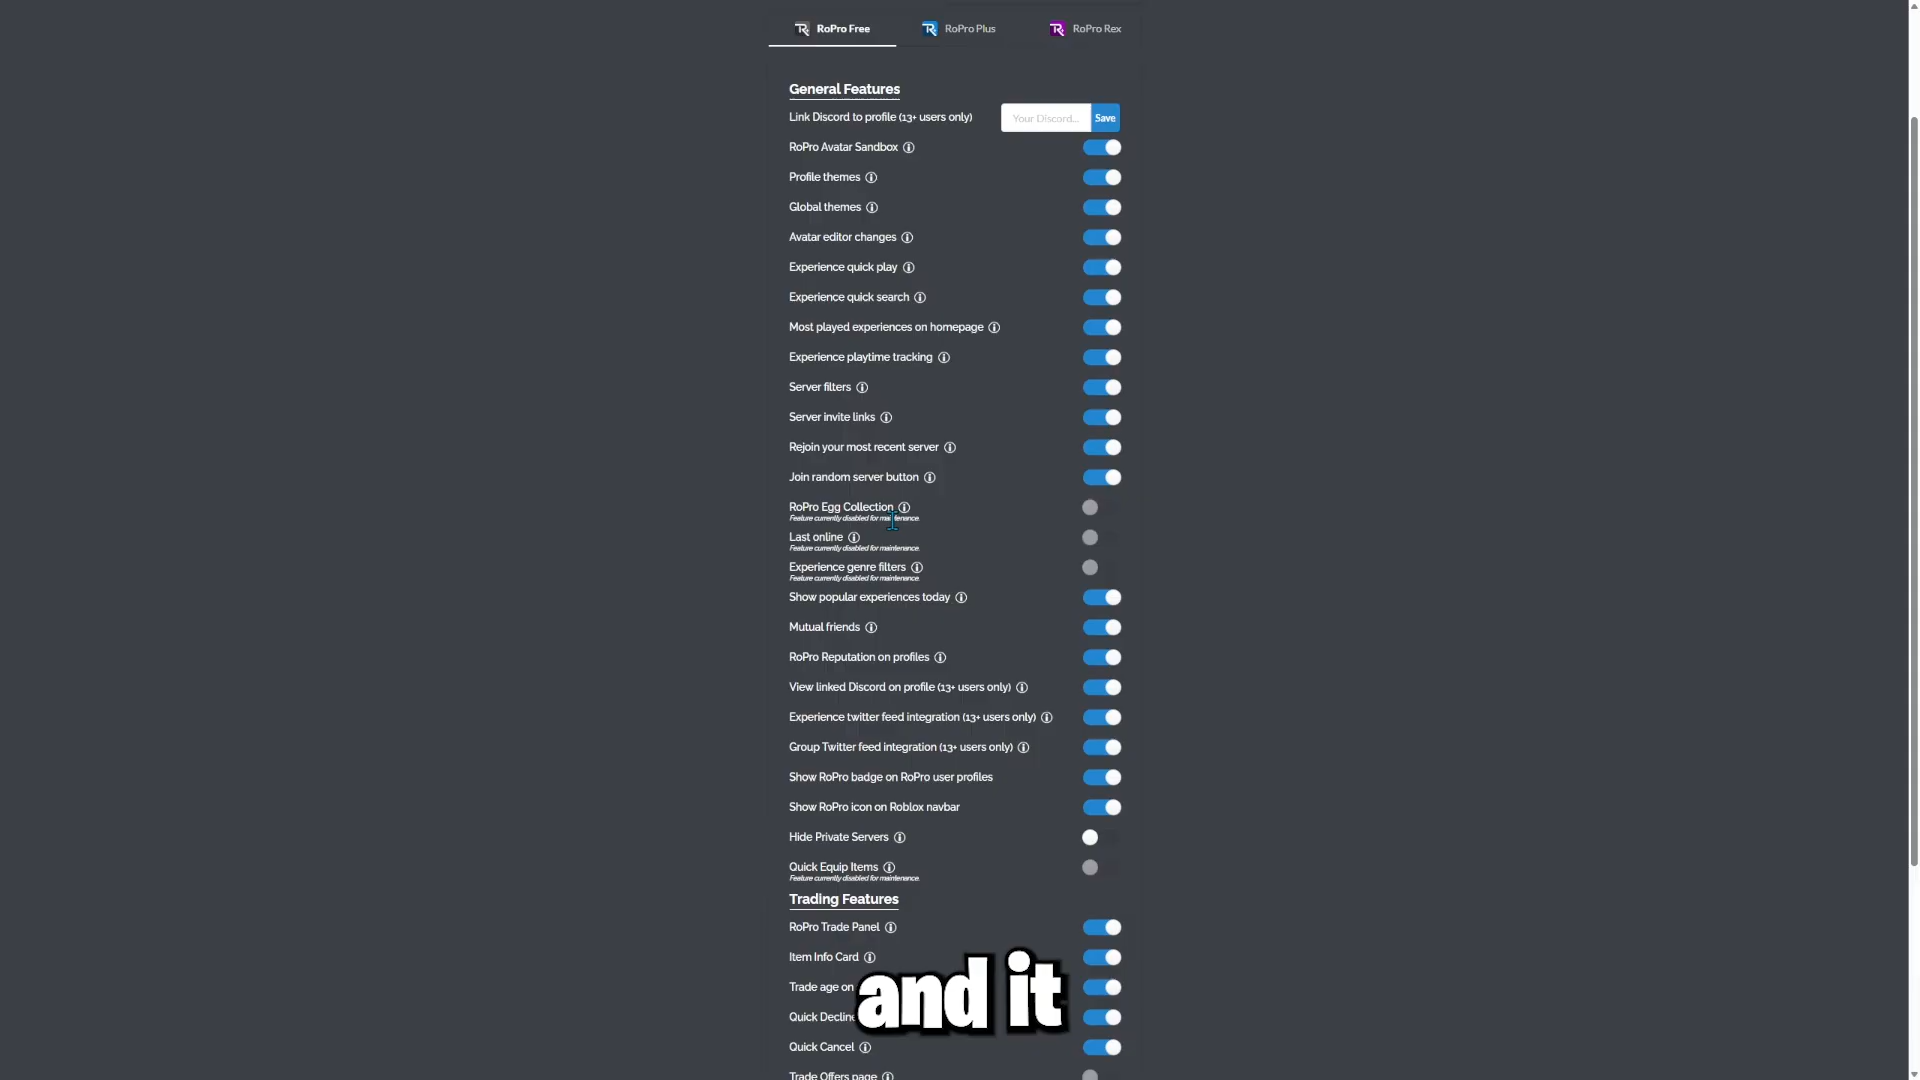 RoPro Free RoPro Plus RoPro Rex
General Features
Link Discord to profile (13+ users only) Your Discord... Save
RoPro Avatar Sandbox
Profile themes
Global themes
Avatar editor changes
Experience quick play
Experience quick search
Most played experiences on homepage
Experience playtime tracking
Server filters
Server invite links
Rejoin your most recent server
Join random server button
RoPro Egg Collection
Feature currently disabled for maintenance.
Last online
Feature currently disabled for maintenance.
Experience genre filters
Feature currently disabled for maintenance.
Show popular experiences today
Mutual friends
RoPro Reputation on profiles
View linked Discord on profile (13+ users only)
Experience twitter feed integration (13+ users only)
Group Twitter feed integration (13+ users only)
Show RoPro badge on RoPro user profiles
Show RoPro icon on Roblox navbar
Hide Private Servers
Quick Equip Items
Feature currently disabled for maintenance.
Trading Features
RoPro Trade Panel
Item Info Card
Trade age on
and it
Quick Decline
Quick Cancel
Trade Offers page